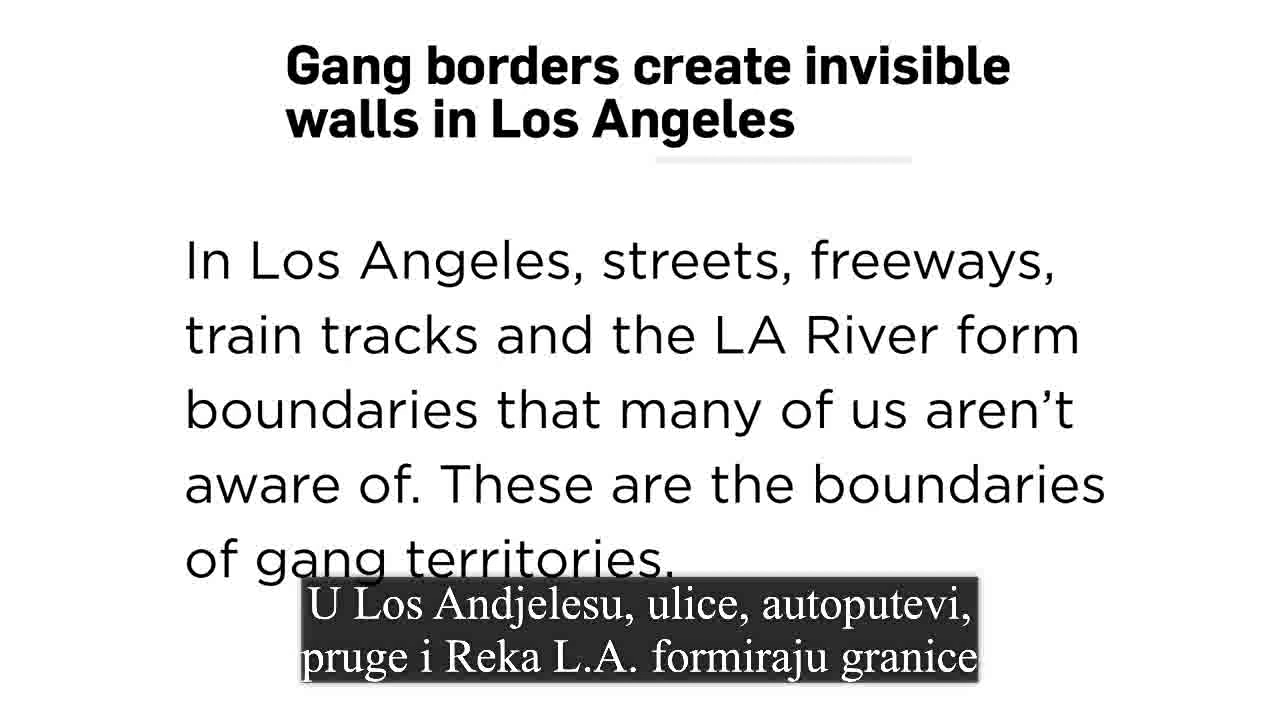 Gang borders create invisible
walls in Los Angeles
In Los Angeles, streets, freeways,
train tracks and the LA River form
boundaries that many of us aren’t
aware of. These are the boundaries
of gang territories.
U Los Andjelesu, ulice, autoputevi,
pruge i Reka L.A. formiraju granice